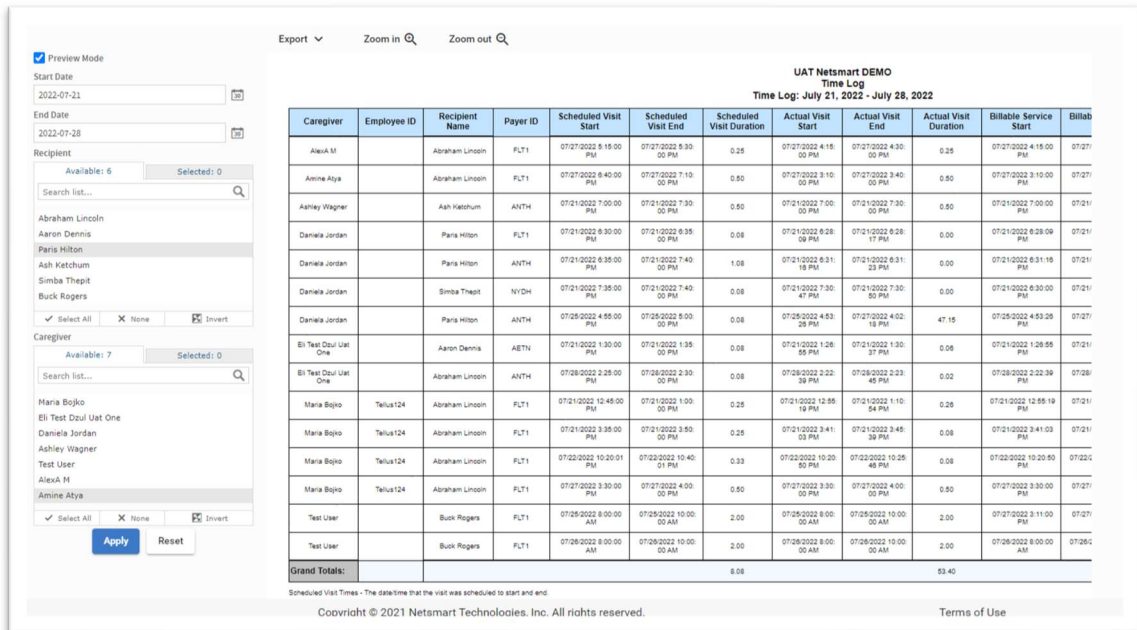 Export Zoom in Zoom out
Preview Mode
Start Date
2022-07-21
End Date
2022-07-28
Recipient
Available: 6 Selected: 0
Search list...
Abraham Lincoln
Aaron Dennis
Paris Hilton
Ash Ketchum
Simba Thepit
Buck Rogers
Select All None Invert
Caregiver
Available: 7 Selected: 0
Search list...
Maria Bojko
Eli Test Dzul Uat One
Daniela Jordan
Ashley Wagner
Test User
AlexA M
Amine Atya
Select All None Invert
Apply Reset
UAT Netsmart DEMO
Time Log
Time Log: July 21, 2022 - July 28, 2022
Caregiver Employee ID Recipient Name Payer ID Scheduled Visit Start Scheduled Visit End Scheduled Visit Duration Actual Visit Start Actual Visit End Actual Visit Duration Billable Service Start Billab
AlexA M Abraham Lincoln FLT1 07/27/2022 5:15:00 PM 07/27/2022 5:30:00 PM 0.25 07/27/2022 4:15:00 PM 07/27/2022 4:30:00 PM 0.25 07/27/2022 4:15:00 PM 07/27/
Amine Atya Abraham Lincoln FLT1 07/27/2022 6:40:00 PM 07/27/2022 7:10:00 PM 0.50 07/27/2022 3:10:00 PM 07/27/2022 3:40:00 PM 0.50 07/27/2022 3:10:00 PM 07/27/
Ashley Wagner Ash Ketchum ANTH 07/21/2022 7:00:00 PM 07/21/2022 7:30:00 PM 0.50 07/21/2022 7:00:00 PM 07/21/2022 7:30:00 PM 0.50 07/21/2022 7:00:00 PM 07/21/
Daniela Jordan Paris Hilton FLT1 07/21/2022 6:30:00 PM 07/21/2022 6:35:00 PM 0.08 07/21/2022 6:28:09 PM 07/21/2022 6:28:17 PM 0.00 07/21/2022 6:28:09 PM 07/21/
Daniela Jordan Paris Hilton ANTH 07/21/2022 6:35:00 PM 07/21/2022 7:40:00 PM 1.08 07/21/2022 6:31:16 PM 07/21/2022 6:31:23 PM 0.00 07/21/2022 6:31:16 PM 07/21/
Daniela Jordan Simba Thepit NYDH 07/21/2022 7:35:00 PM 07/21/2022 7:40:00 PM 0.08 07/21/2022 7:30:47 PM 07/21/2022 7:30:50 PM 0.00 07/21/2022 6:30:00 PM 07/21/
Daniela Jordan Paris Hilton ANTH 07/25/2022 4:55:00 PM 07/25/2022 5:00:00 PM 0.08 07/25/2022 4:53:26 PM 07/27/2022 4:02:18 PM 47.15 07/25/2022 4:53:26 PM 07/27/
Eli Test Dzul Uat One Aaron Dennis AETN 07/21/2022 1:30:00 PM 07/21/2022 1:35:00 PM 0.08 07/21/2022 1:26:55 PM 07/21/2022 1:30:37 PM 0.06 07/21/2022 1:26:55 PM 07/21/
Eli Test Dzul Uat One Abraham Lincoln ANTH 07/28/2022 2:25:00 PM 07/28/2022 2:30:00 PM 0.08 07/28/2022 2:22:39 PM 07/28/2022 2:23:45 PM 0.02 07/28/2022 2:22:39 PM 07/28/
Maria Bojko Tellus124 Abraham Lincoln FLT1 07/21/2022 12:45:00 PM 07/21/2022 1:00:00 PM 0.25 07/21/2022 12:55:19 PM 07/21/2022 1:10:54 PM 0.26 07/21/2022 12:55:19 PM 07/21/
Maria Bojko Tellus124 Abraham Lincoln FLT1 07/21/2022 3:35:00 PM 07/21/2022 3:50:00 PM 0.25 07/21/2022 3:41:03 PM 07/21/2022 3:45:39 PM 0.08 07/21/2022 3:41:03 PM 07/21/
Maria Bojko Tellus124 Abraham Lincoln FLT1 07/22/2022 10:20:01 PM 07/22/2022 10:40:01 PM 0.33 07/22/2022 10:20:50 PM 07/22/2022 10:25:46 PM 0.08 07/22/2022 10:20:50 PM 07/22/2
Maria Bojko Tellus124 Abraham Lincoln FLT1 07/27/2022 3:30:00 PM 07/27/2022 4:00:00 PM 0.50 07/27/2022 3:30:00 PM 07/27/2022 4:00:00 PM 0.50 07/27/2022 3:30:00 PM 07/27/
Test User Buck Rogers FLT1 07/25/2022 8:00:00 AM 07/25/2022 10:00:00 AM 2.00 07/25/2022 8:00:00 AM 07/25/2022 10:00:00 AM 2.00 07/27/2022 3:11:00 PM 07/27/
Test User Buck Rogers FLT1 07/26/2022 8:00:00 AM 07/26/2022 10:00:00 AM 2.00 07/26/2022 8:00:00 AM 07/26/2022 10:00:00 AM 2.00 07/26/2022 8:00:00 AM 07/26/2
Grand Totals: 8.08 53.40
Scheduled Visit Times - The date/time that the visit was scheduled to start and end.
Copyright © 2021 Netsmart Technologies, Inc. All rights reserved. Terms of Use